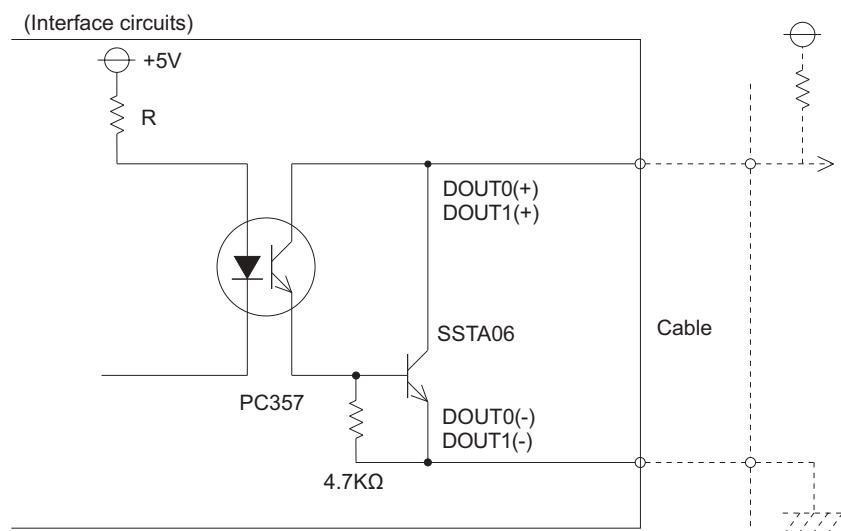 (Interface circuits)
+5V
R
DOUT0(+)
DOUT1(+)
SSTA06
Cable
PC357
DOUT0(-)
DOUT1(-)
4.7KΩ